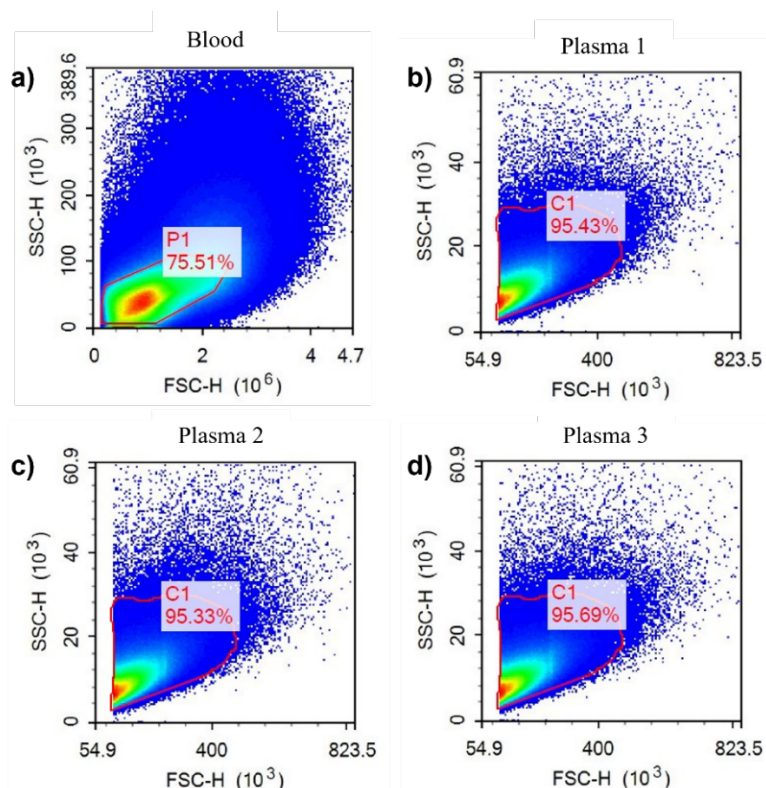 Blood
a)
389.6
300
200
100
0
SSC-H (10³)
P1
75.51%
0
2
4
4.7
FSC-H (10⁶)
Plasma 1
b)
60.9
40
20
0
SSC-H (10³)
C1
95.43%
54.9
400
823.5
FSC-H (10³)
Plasma 2
c)
60.9
40
20
0
SSC-H (10³)
C1
95.33%
54.9
400
823.5
FSC-H (10³)
Plasma 3
d)
60.9
40
20
0
SSC-H (10³)
C1
95.69%
54.9
400
823.5
FSC-H (10³)